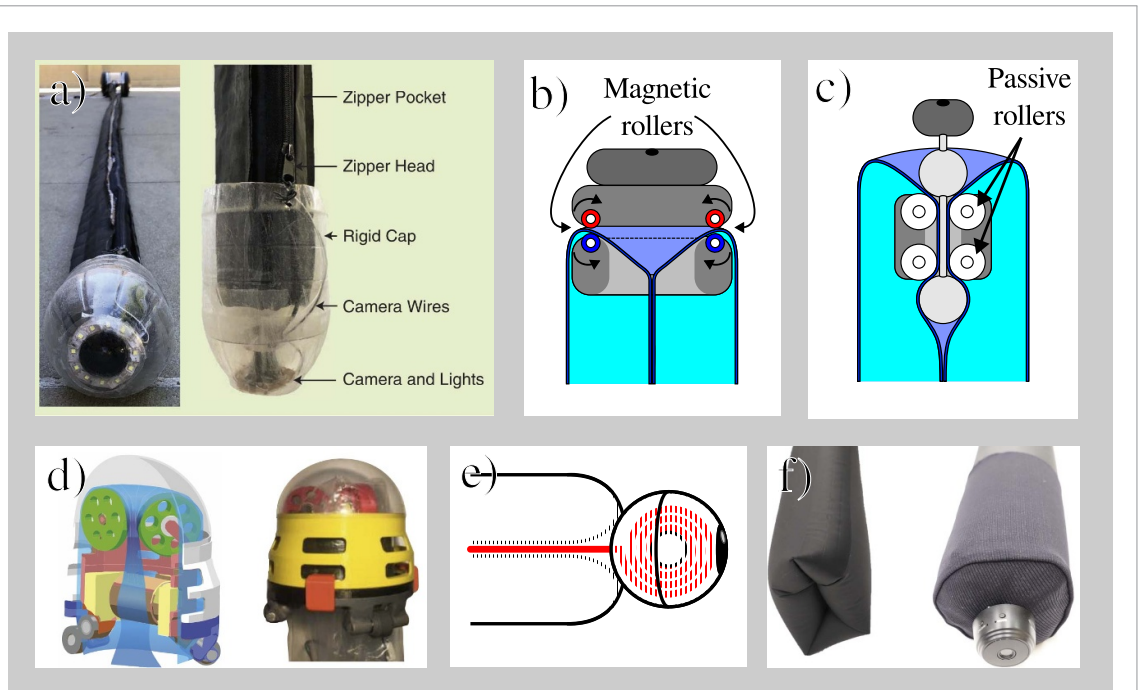 a)
Zipper Pocket
Zipper Head
Rigid Cap
Camera Wires
Camera and Lights
b)
Magnetic
rollers
c)
Passive
rollers
d)
e)
f)